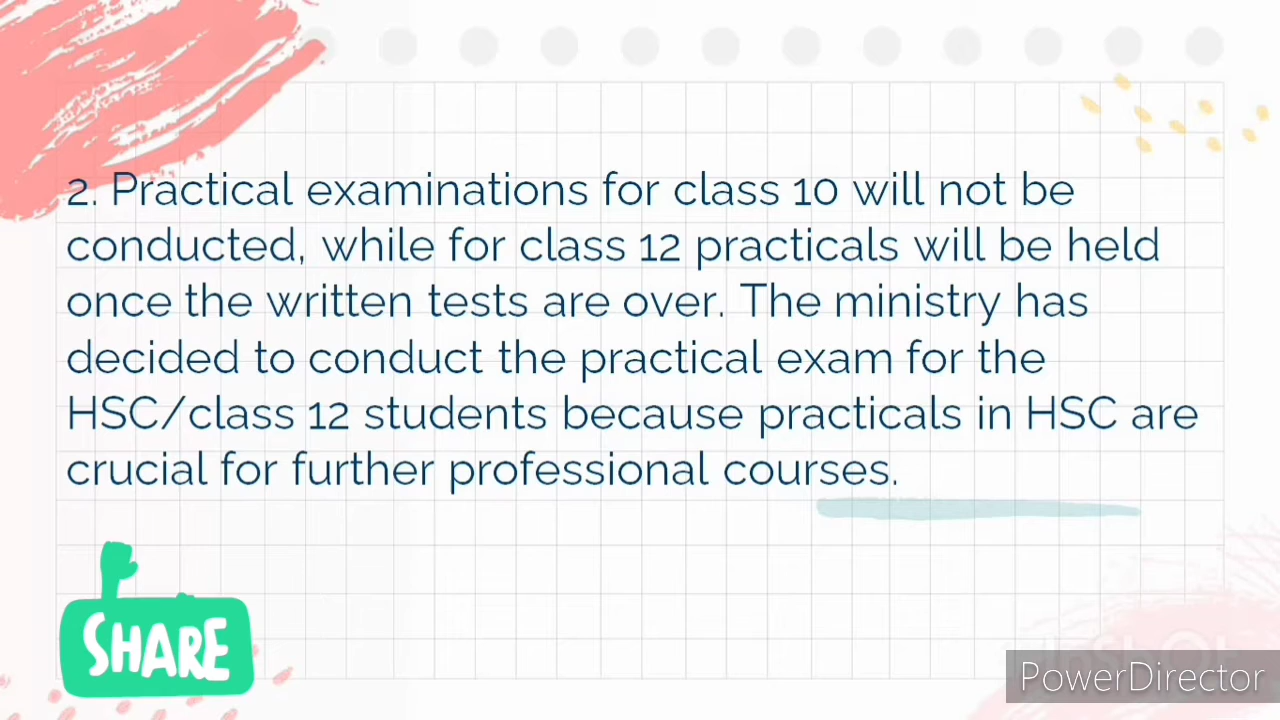 2. Practical examinations for class 10 will not be
conducted, while for class 12 practicals will be held
once the written tests are over. The ministry has
decided to conduct the practical exam for the
HSC/class 12 students because practicals in HSC are
crucial for further professional courses.
SHARE
PowerDirector